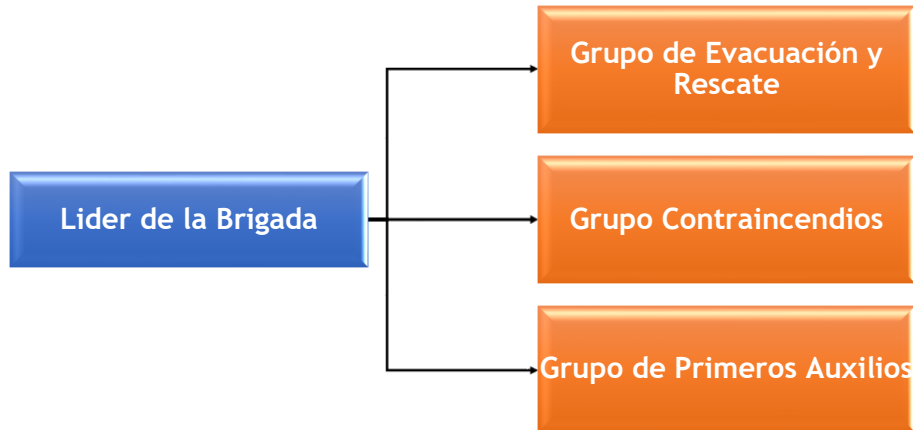 Grupo de Evacuación y
Rescate
Lider de la Brigada
Grupo Contraincendios
Grupo de Primeros Auxilios